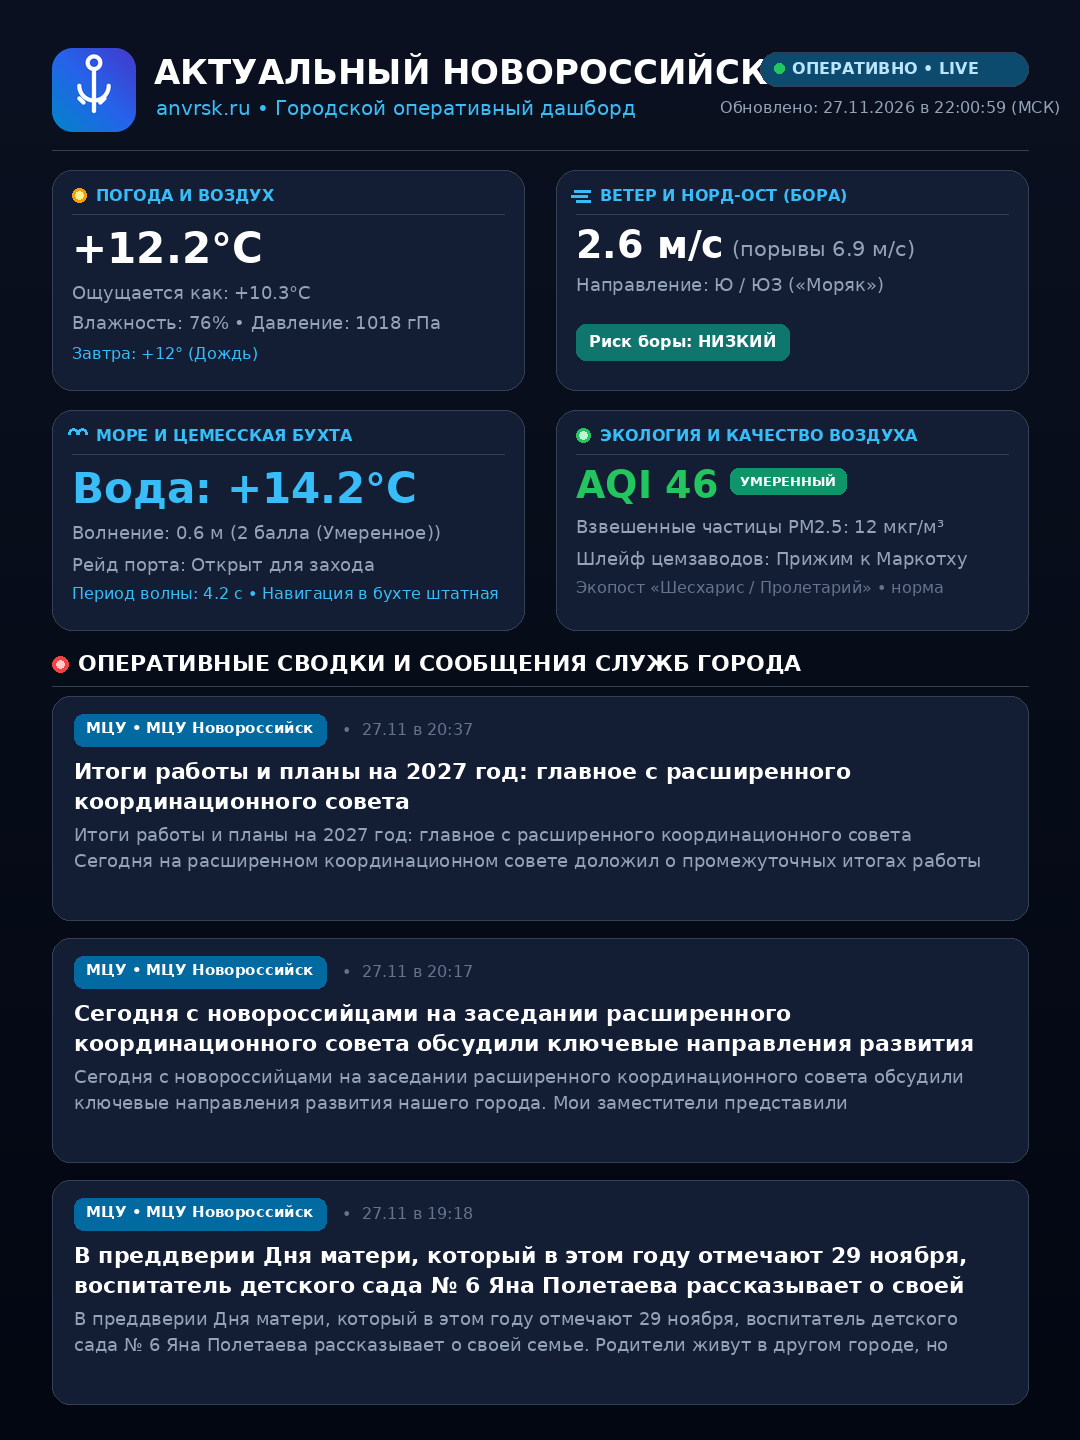 АКТУАЛЬНЫЙ НОВОРОССИЙСК
ОПЕРАТИВНО • LIVE
anvrsk.ru • Городской оперативный дашборд
Обновлено: 27.11.2026 в 22:00:59 (МСК)
ПОГОДА И ВОЗДУХ
+12.2°C
Ощущается как: +10.3°C
Влажность: 76% • Давление: 1018 гПа
Завтра: +12° (Дождь)
ВЕТЕР И НОРД-ОСТ (БОРА)
2.6 м/с (порывы 6.9 м/с)
Направление: Ю / ЮЗ («Моряк»)
Риск боры: НИЗКИЙ
МОРЕ И ЦЕМЕССКАЯ БУХТА
Вода: +14.2°C
Волнение: 0.6 м (2 балла (Умеренное))
Рейд порта: Открыт для захода
Период волны: 4.2 с • Навигация в бухте штатная
ЭКОЛОГИЯ И КАЧЕСТВО ВОЗДУХА
AQI 46 УМЕРЕННЫЙ
Взвешенные частицы PM2.5: 12 мкг/м³
Шлейф цемзаводов: Прижим к Маркотху
Экопост «Шесхарис / Пролетарий» • норма
ОПЕРАТИВНЫЕ СВОДКИ И СООБЩЕНИЯ СЛУЖБ ГОРОДА
МЦУ • МЦУ Новороссийск • 27.11 в 20:37
Итоги работы и планы на 2027 год: главное с расширенного
координационного совета
Итоги работы и планы на 2027 год: главное с расширенного координационного совета
Сегодня на расширенном координационном совете доложил о промежуточных итогах работы
МЦУ • МЦУ Новороссийск • 27.11 в 20:17
Сегодня с новороссийцами на заседании расширенного
координационного совета обсудили ключевые направления развития
Сегодня с новороссийцами на заседании расширенного координационного совета обсудили
ключевые направления развития нашего города. Мои заместители представили
МЦУ • МЦУ Новороссийск • 27.11 в 19:18
В преддверии Дня матери, который в этом году отмечают 29 ноября,
воспитатель детского сада № 6 Яна Полетаева рассказывает о своей
В преддверии Дня матери, который в этом году отмечают 29 ноября, воспитатель детского
сада № 6 Яна Полетаева рассказывает о своей семье. Родители живут в другом городе, но